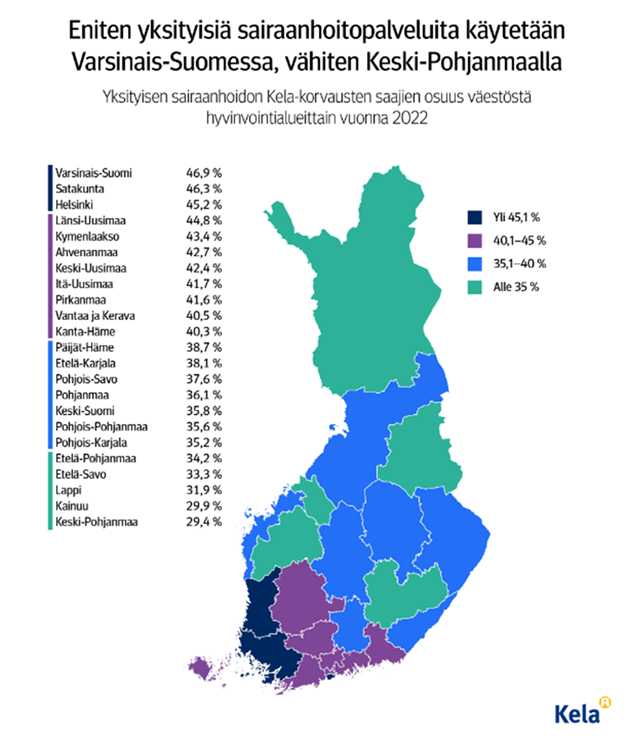 Eniten yksityisiä sairaanhoitopalveluita käytetään
Varsinais-Suomessa, vähiten Keski-Pohjanmaalla
Yksityisen sairaanhoidon Kela-korvausten saajien osuus väestöstä
hyvinvointialueittain vuonna 2022
Varsinais-Suomi 46,9 %
Satakunta 46,3 %
Helsinki 45,2 %
Länsi-Uusimaa 44,8 %
Kymenlaakso 43,4 %
Ahvenanmaa 42,7 %
Keski-Uusimaa 42,4 %
Itä-Uusimaa 41,7 %
Pirkanmaa 41,6 %
Vantaa ja Kerava 40,5 %
Kanta-Häme 40,3 %
Päijät-Häme 38,7 %
Etelä-Karjala 38,1 %
Pohjois-Savo 37,6 %
Pohjanmaa 36,1 %
Keski-Suomi 35,8 %
Pohjois-Pohjanmaa 35,6 %
Pohjois-Karjala 35,2 %
Etelä-Pohjanmaa 34,2 %
Etelä-Savo 33,3 %
Lappi 31,9 %
Kainuu 29,9 %
Keski-Pohjanmaa 29,4 %
Yli 45,1 %
40,1–45 %
35,1–40 %
Alle 35 %
Kela